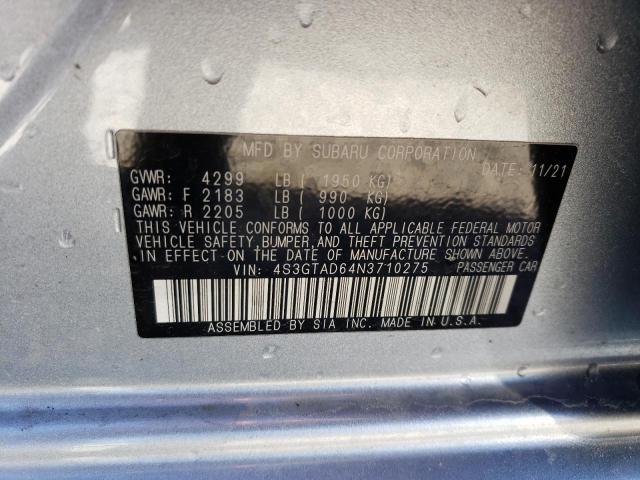 MFD BY SUBARU CORPORATION
DATE: 11/21
GVWR: 4299 LB ( 1950 KG)
GAWR: F 2183 LB ( 990 KG)
GAWR: R 2205 LB ( 1000 KG)
THIS VEHICLE CONFORMS TO ALL APPLICABLE FEDERAL MOTOR
VEHICLE SAFETY, BUMPER, AND THEFT PREVENTION STANDARDS
IN EFFECT ON THE DATE OF MANUFACTURE SHOWN ABOVE.
VIN: 4S3GTAD64N3710275 PASSENGER CAR
ASSEMBLED BY SIA INC. MADE IN U.S.A.